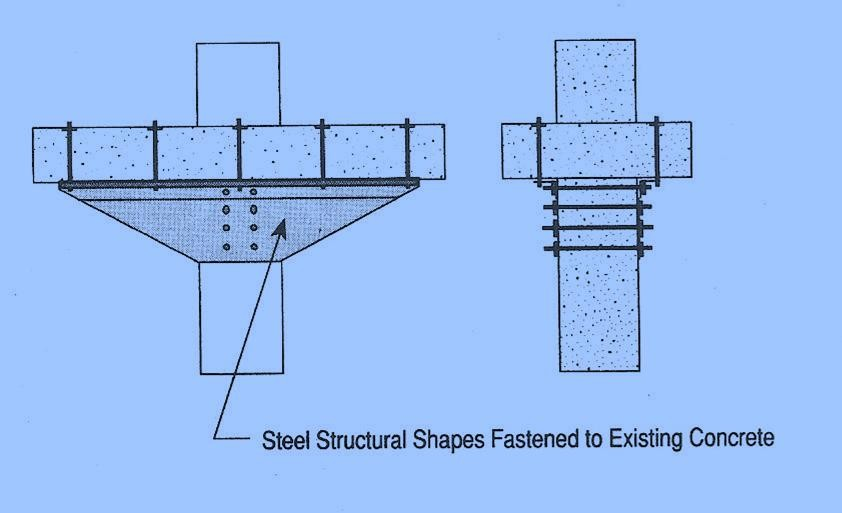 Steel Structural Shapes Fastened to Existing Concrete